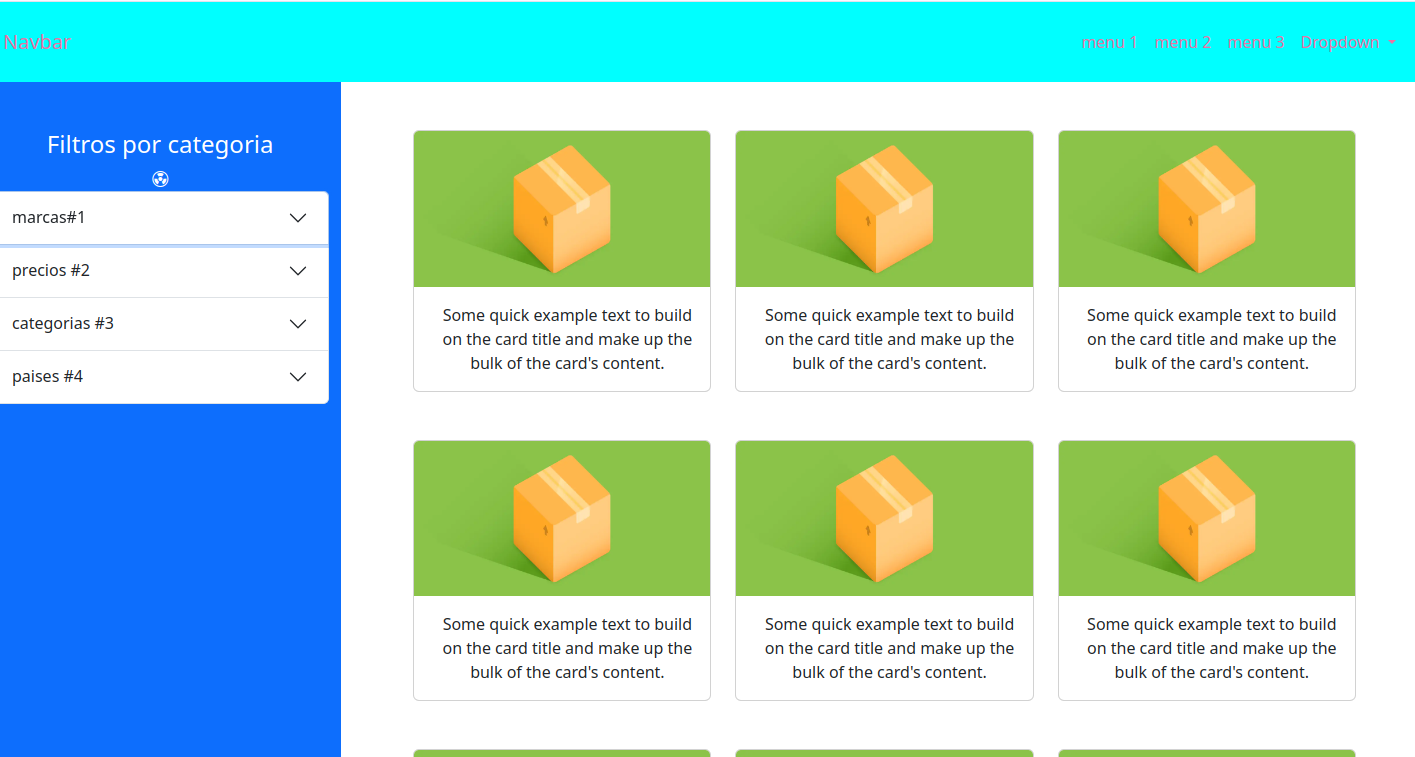 Navbar
menu 1 menu 2 menu 3 Dropdown
Filtros por categoria
marcas#1
precios #2
categorias #3
paises #4
Some quick example text to build
on the card title and make up the
bulk of the card's content.
Some quick example text to build
on the card title and make up the
bulk of the card's content.
Some quick example text to build
on the card title and make up the
bulk of the card's content.
Some quick example text to build
on the card title and make up the
bulk of the card's content.
Some quick example text to build
on the card title and make up the
bulk of the card's content.
Some quick example text to build
on the card title and make up the
bulk of the card's content.